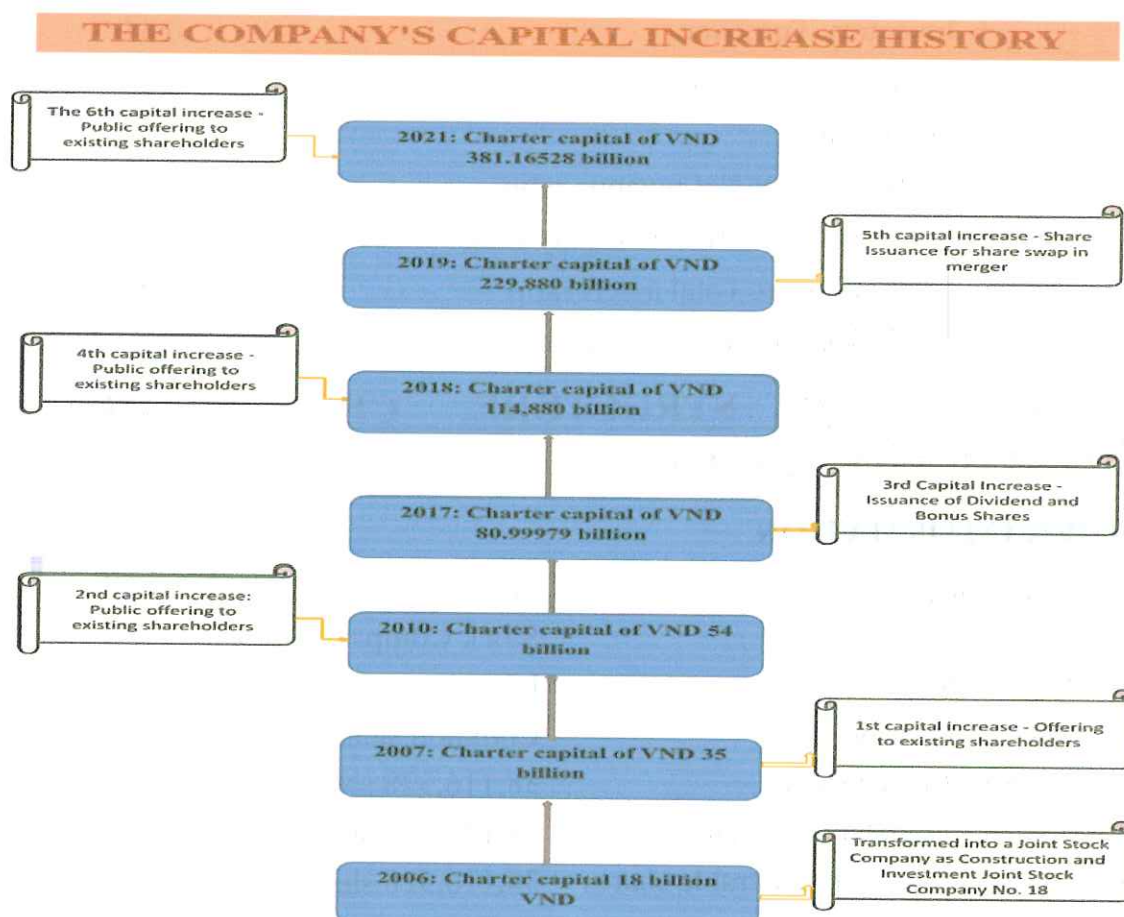 THE COMPANY'S CAPITAL INCREASE HISTORY
The 6th capital increase -
Public offering to
existing shareholders
2021: Charter capital of VND
381.16528 billion
5th capital increase - Share
Issuance for share swap in
merger
2019: Charter capital of VND
229,880 billion
4th capital increase -
Public offering to
existing shareholders
2018: Charter capital of VND
114,880 billion
3rd Capital Increase -
Issuance of Dividend and
Bonus Shares
2017: Charter capital of VND
80.99979 billion
2nd capital increase:
Public offering to
existing shareholders
2010: Charter capital of VND 54
billion
1st capital increase - Offering
to existing shareholders
2007: Charter capital of VND 35
billion
Transformed into a Joint Stock
Company as Construction and
Investment Joint Stock
Company No. 18
2006: Charter capital 18 billion
VND